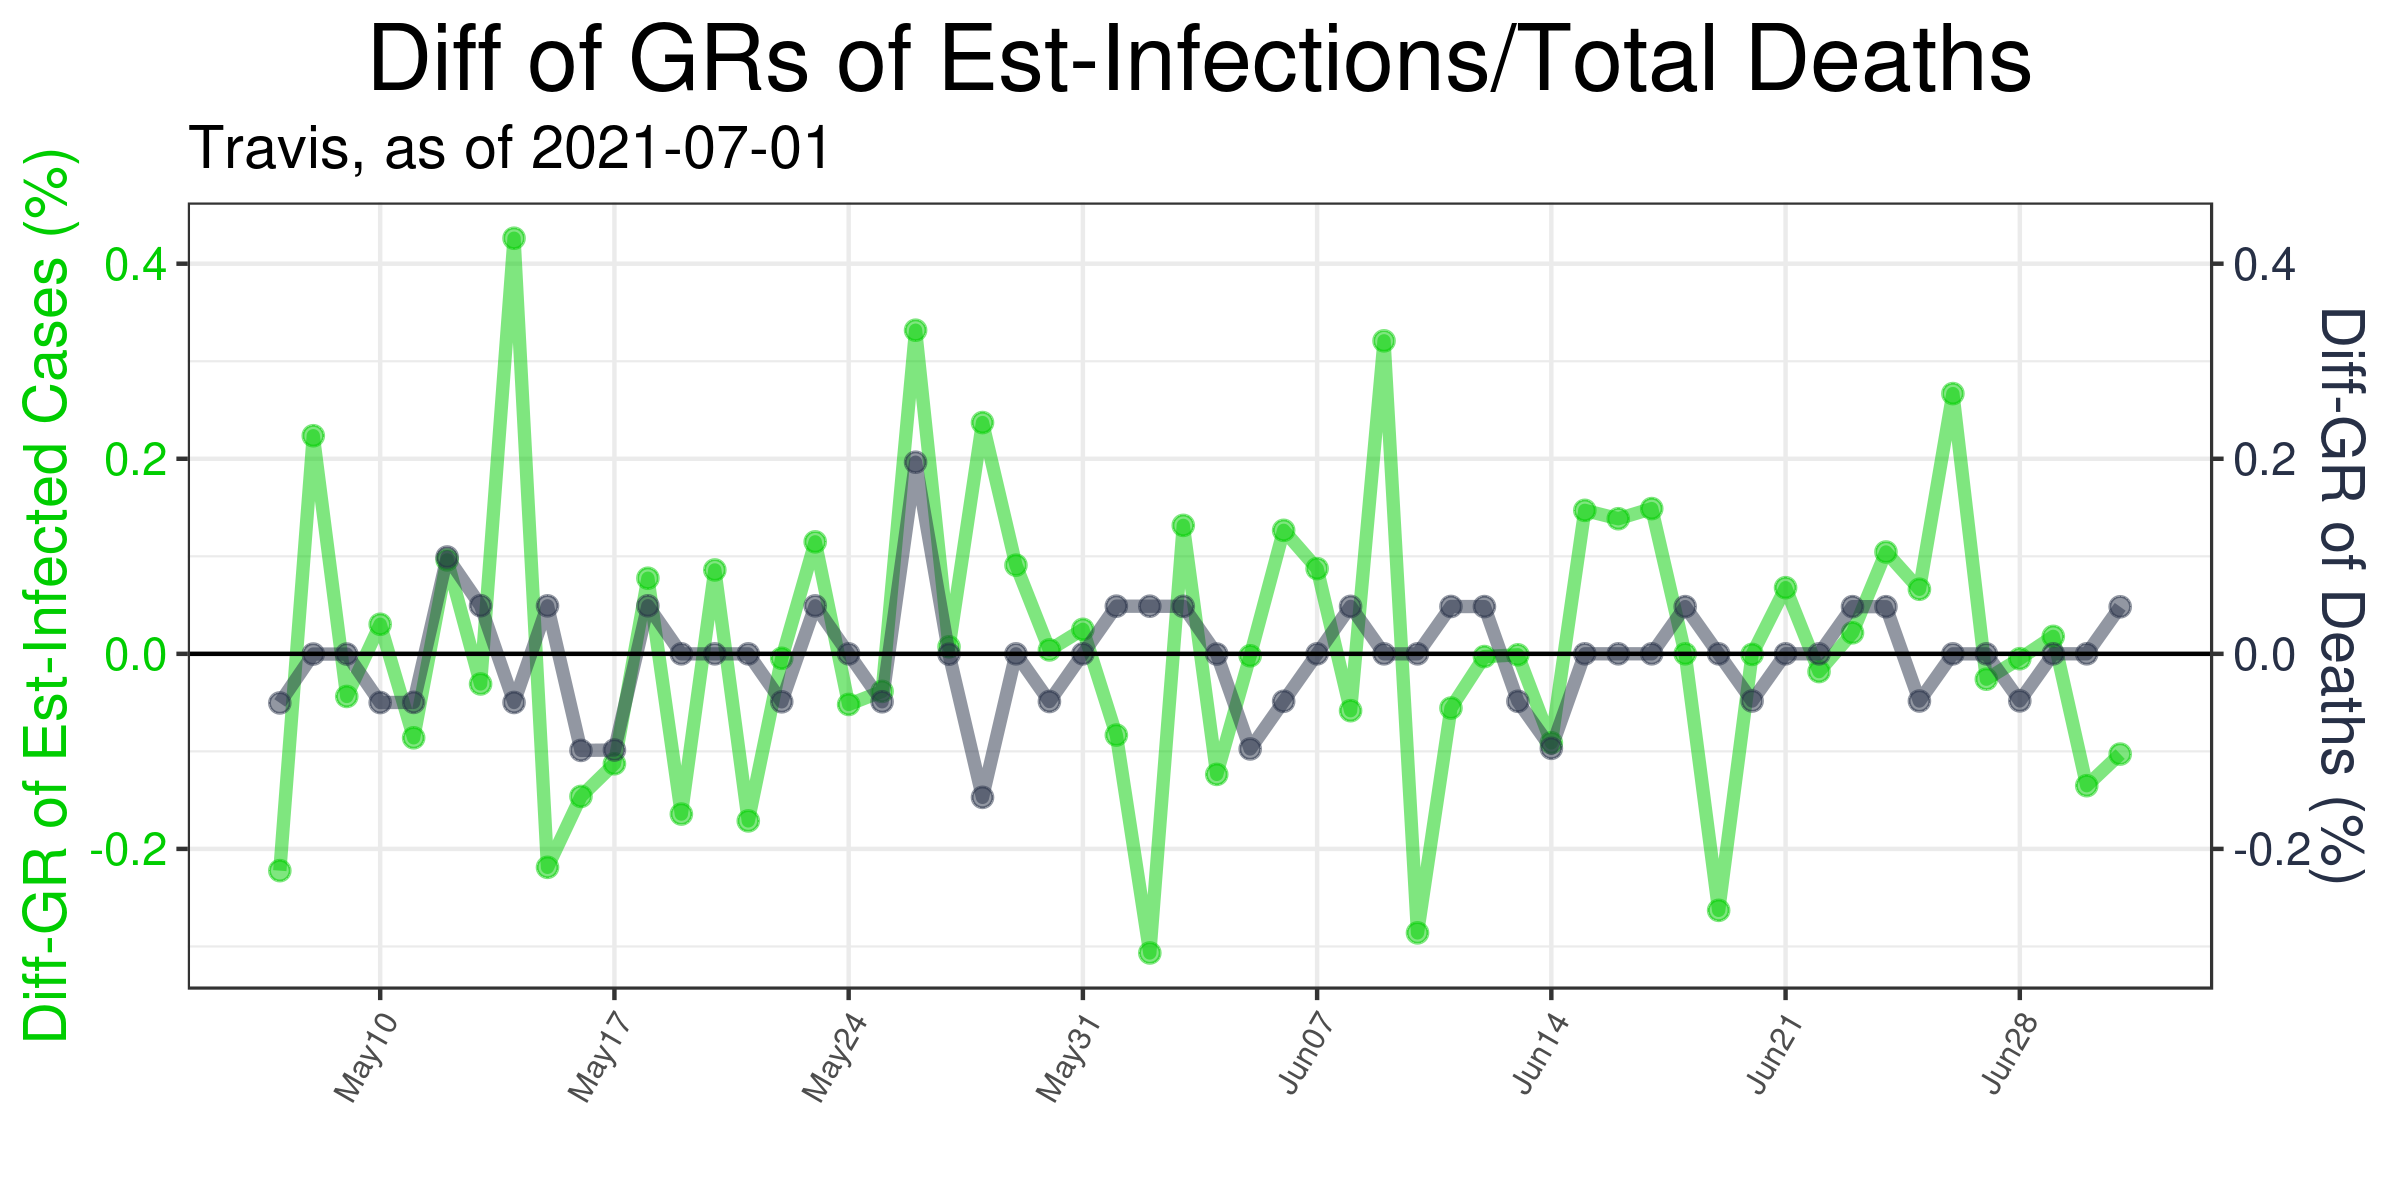 Diff of GRs of Est-Infections/Total Deaths
Travis, as of 2021-07-01
Diff-GR of Est-Infected Cases (%)
0.4
0.2
0.0
-0.2
0.4
0.2
0.0
-0.2
Diff-GR of Deaths (%)
May10
May17
May24
May31
Jun07
Jun14
Jun21
Jun28